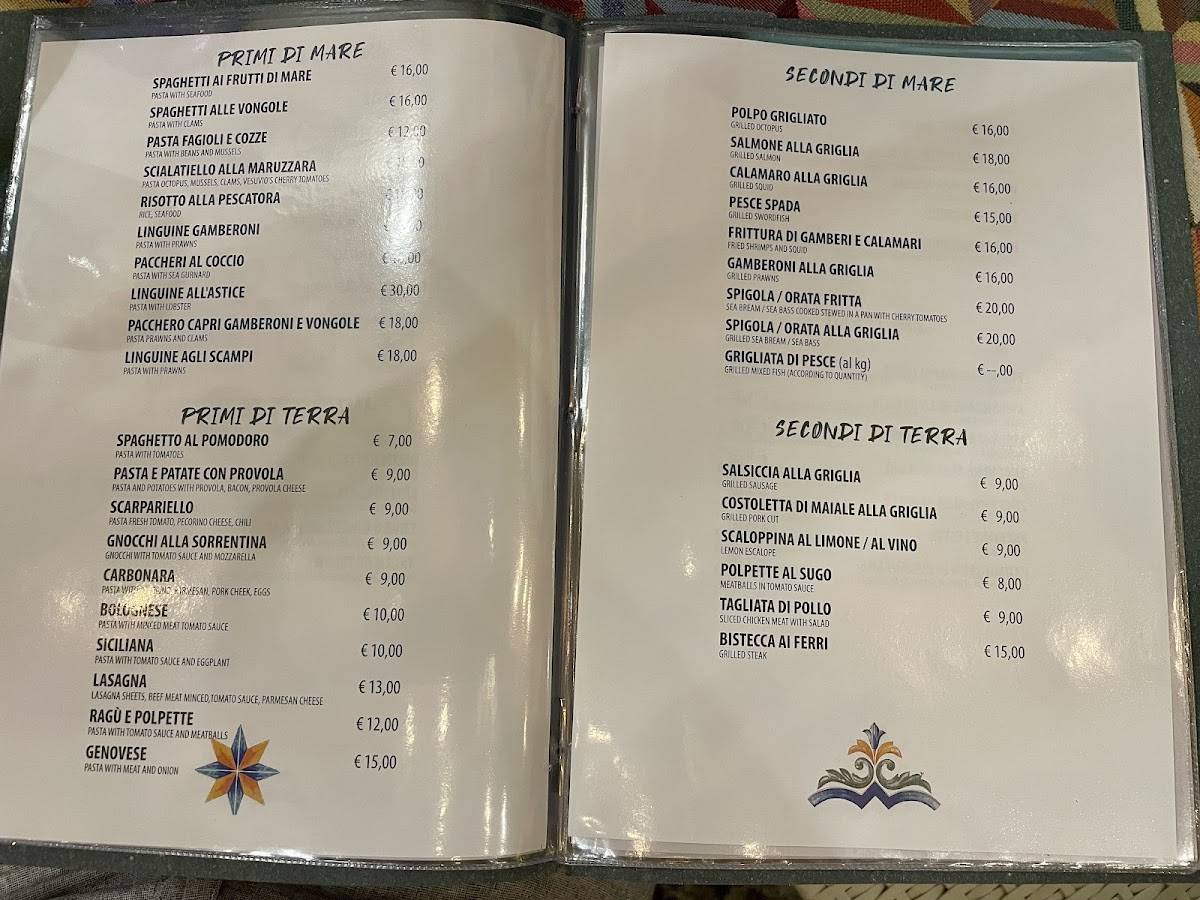 PRIMI DI MARE
SPAGHETTI AI FRUTTI DI MARE € 16,00
PASTA WITH SEAFOOD
SPAGHETTI ALLE VONGOLE € 16,00
PASTA WITH CLAMS
PASTA FAGIOLI E COZZE € 12,00
PASTA WITH BEANS AND MUSSELS
SCIALATIELLO ALLA MARUZZARA
PASTA OCTOPUS, MUSSELS, CLAMS, VESUVIO'S CHERRY TOMATOES
RISOTTO ALLA PESCATORA
RICE, SEAFOOD
LINGUINE GAMBERONI
PASTA WITH PRAWNS
PACCHERI AL COCCIO
PASTA WITH SEA GURNARD
LINGUINE ALL'ASTICE € 30,00
PASTA WITH LOBSTER
PACCHERO CAPRI GAMBERONI E VONGOLE € 18,00
PASTA PRAWNS AND CLAMS
LINGUINE AGLI SCAMPI € 18,00
PASTA WITH PRAWNS
PRIMI DI TERRA
SPAGHETTO AL POMODORO € 7,00
PASTA WITH TOMATOES
PASTA E PATATE CON PROVOLA € 9,00
PASTA AND POTATOES WITH PROVOLA, BACON, PROVOLA CHEESE
SCARPARIELLO € 9,00
PASTA FRESH TOMATO, PECORINO CHEESE, CHILI
GNOCCHI ALLA SORRENTINA € 9,00
GNOCCHI WITH TOMATO SAUCE AND MOZZARELLA
CARBONARA € 9,00
PASTA WITH PARMESAN, PORK CHEEK, EGGS
BOLOGNESE € 10,00
PASTA WITH MINCED MEAT TOMATO SAUCE
SICILIANA € 10,00
PASTA WITH TOMATO SAUCE AND EGGPLANT
LASAGNA € 13,00
LASAGNA SHEETS, BEEF MEAT MINCED,TOMATO SAUCE, PARMESAN CHEESE
RAGÙ E POLPETTE € 12,00
PASTA WITH TOMATO SAUCE AND MEATBALLS
GENOVESE € 15,00
PASTA WITH MEAT AND ONION
SECONDI DI MARE
POLPO GRIGLIATO € 16,00
GRILLED OCTOPUS
SALMONE ALLA GRIGLIA € 18,00
GRILLED SALMON
CALAMARO ALLA GRIGLIA € 16,00
GRILLED SQUID
PESCE SPADA € 15,00
GRILLED SWORDFISH
FRITTURA DI GAMBERI E CALAMARI € 16,00
FRIED SHRIMPS AND SQUID
GAMBERONI ALLA GRIGLIA € 16,00
GRILLED PRAWNS
SPIGOLA / ORATA FRITTA € 20,00
SEA BREAM / SEA BASS COOKED STEWED IN A PAN WITH CHERRY TOMATOES
SPIGOLA / ORATA ALLA GRIGLIA € 20,00
GRILLED SEA BREAM / SEA BASS
GRIGLIATA DI PESCE (al kg) € --,00
GRILLED MIXED FISH (ACCORDING TO QUANTITY)
SECONDI DI TERRA
SALSICCIA ALLA GRIGLIA € 9,00
GRILLED SAUSAGE
COSTOLETTA DI MAIALE ALLA GRIGLIA € 9,00
GRILLED PORK CUT
SCALOPPINA AL LIMONE / AL VINO € 9,00
LEMON ESCALOPE
POLPETTE AL SUGO € 8,00
MEATBALLS IN TOMATO SAUCE
TAGLIATA DI POLLO € 9,00
SLICED CHICKEN MEAT WITH SALAD
BISTECCA AI FERRI € 15,00
GRILLED STEAK